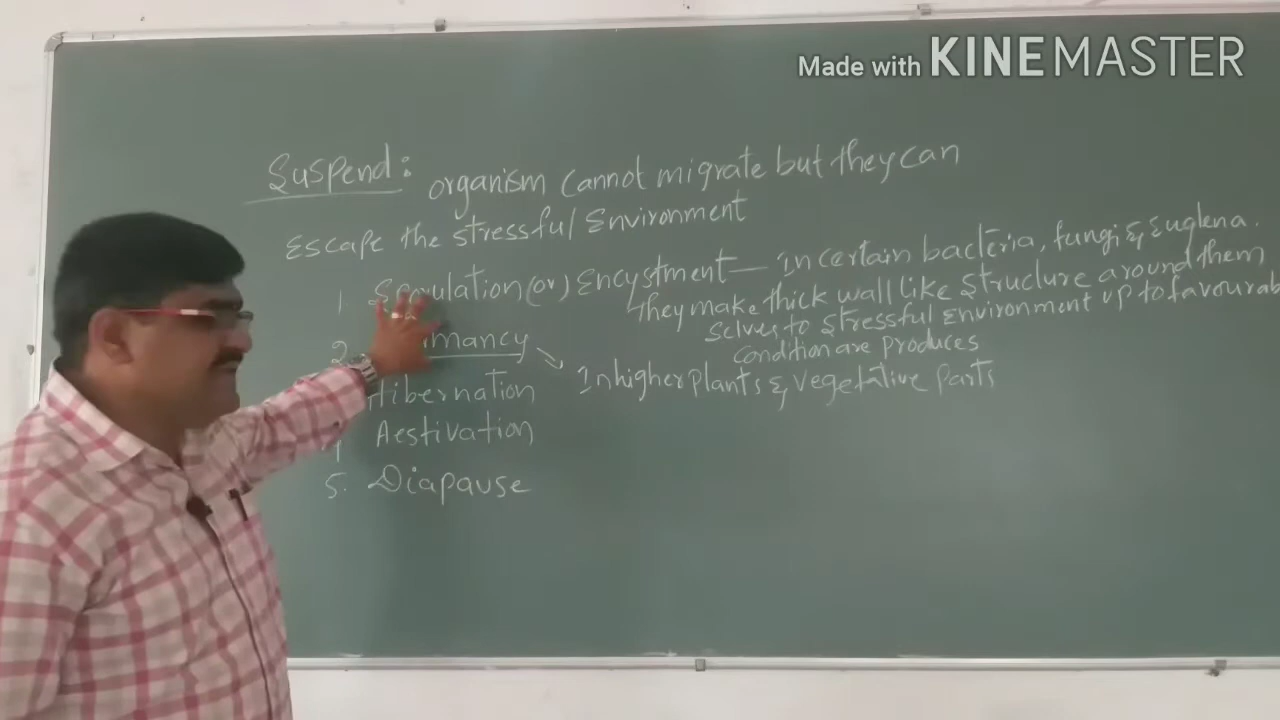 Made with KINEMASTER
Suspend: organism cannot migrate but they can
Escape the stressful Environment
1 Sporulation (or) Encystment — In certain bacteria, fungi & Euglena.
They make thick wall like structure around them
selves to stressful Environment up to favourab
condition are produces
2 mancy In higher plants & vegetative parts
Hibernation
Aestivation
5. Diapause